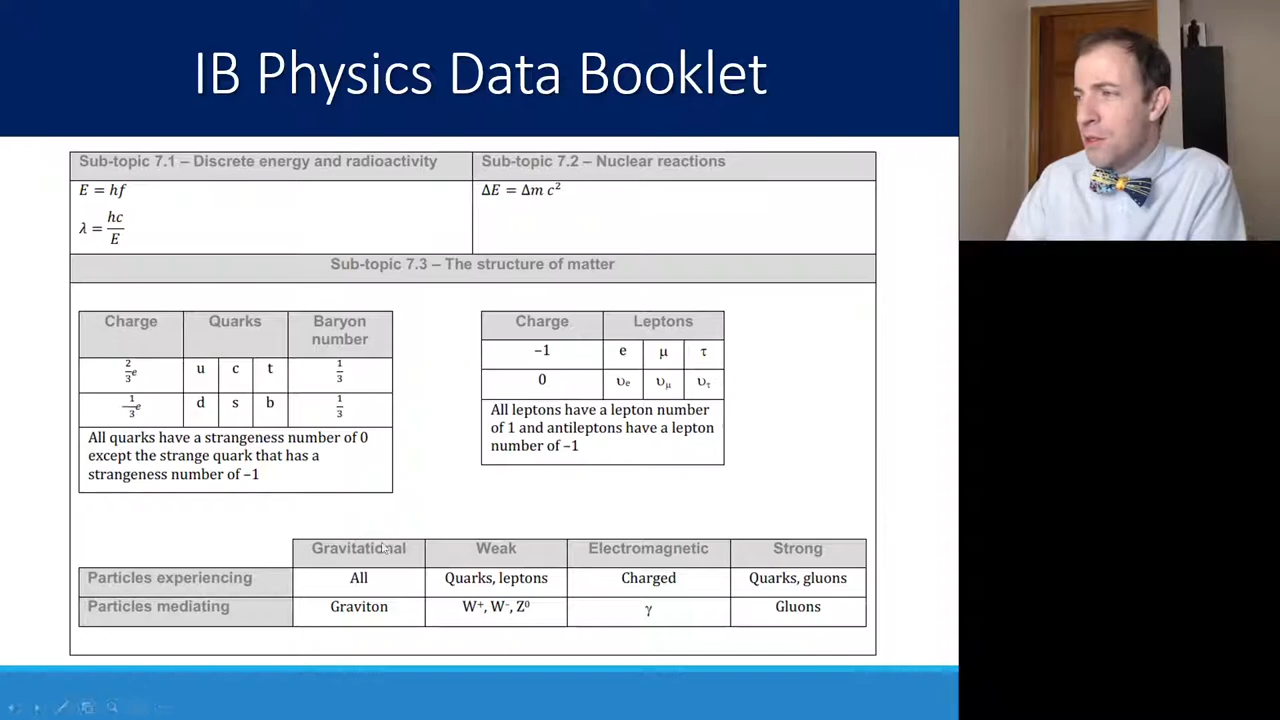 IB Physics Data Booklet
Sub-topic 7.1 – Discrete energy and radioactivity
E = hf
λ = hc/E
Sub-topic 7.2 – Nuclear reactions
ΔE = Δm c²
Sub-topic 7.3 – The structure of matter
Charge Quarks Baryon number
2/3 e u c t 1/3
-1/3 e d s b 1/3
All quarks have a strangeness number of 0
except the strange quark that has a
strangeness number of –1
Charge Leptons
–1 e μ τ
0 υe υμ υτ
All leptons have a lepton number
of 1 and antileptons have a lepton
number of –1
Gravitational Weak Electromagnetic Strong
Particles experiencing All Quarks, leptons Charged Quarks, gluons
Particles mediating Graviton W⁺, W⁻, Z⁰ γ Gluons